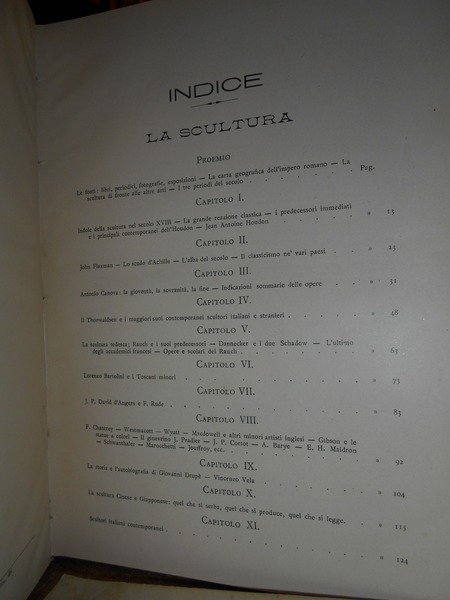 INDICE
LA SCULTURA
PROEMIO
Le fonti: libri, periodici, fotografie, esposizioni — La carta geografica dell'impero romano — La
scultura di fronte alle altre arti — I tre periodi del secolo . . . . . Pag.
CAPITOLO I.
Indole della scultura nel secolo XVIII — La grande reazione classica — I predecessori immediati
e i principali contemporanei dell'Houdon — Jean Antoine Houdon . . . » 13
CAPITOLO II.
John Flaxman — Lo scudo d'Achille — L'alba del secolo — Il classicismo ne' vari paesi . » 23
CAPITOLO III.
Antonio Canova: la gioventù, la sovranità, la fine — Indicazioni sommarie delle opere . » 31
CAPITOLO IV.
Il Thorwaldsen e i maggiori suoi contemporanei scultori italiani e stranieri . . . » 48
CAPITOLO V.
La scultura tedesca; Rauch e i suoi predecessori — Dannecker e i due Schadow — L'ultimo
degli accademici francesi — Opere e scolari del Rauch . . . . . » 63
CAPITOLO VI.
Lorenzo Bartolini e i Toscani minori . . . . . . . » 73
CAPITOLO VII.
J. P. David d'Angers e F. Rude . . . . . . . . » 83
CAPITOLO VIII.
F. Chantrey — Westmacott — Wyatt — Macdowell e altri minori artisti inglesi — Gibson e le
statue a colori — Il ginevrino J. Pradier — J. P. Cortot — A. Barye — E. H. Maidron
— Schwanthaler — Marochetti — Jouffroy, ecc. . . . . . . » 92
CAPITOLO IX.
La storia e l'autobiografia di Giovanni Duprè — Vincenzo Vela . . . . » 104
CAPITOLO X.
La scultura Cinese e Giapponese: quel che si serba, quel che si produce, quel che si legge. » 115
CAPITOLO XI.
Scultori italiani contemporanei . . . . . . . . » 124